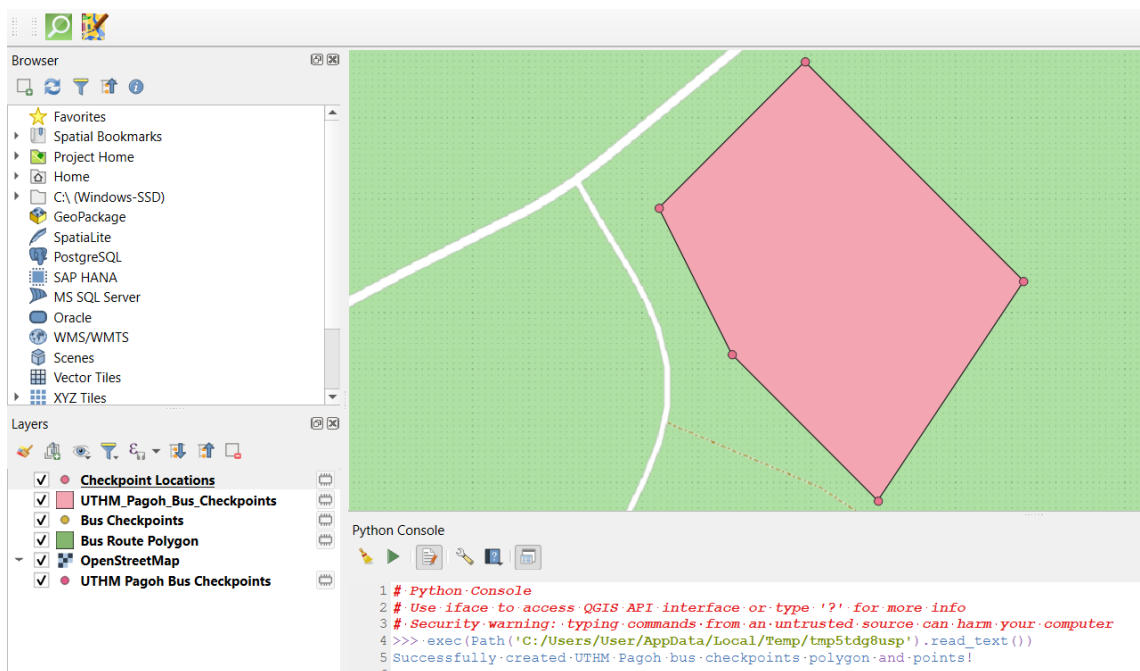 Browser
Favorites
Spatial Bookmarks
Project Home
Home
C:\ (Windows-SSD)
GeoPackage
SpatiaLite
PostgreSQL
SAP HANA
MS SQL Server
Oracle
WMS/WMTS
Scenes
Vector Tiles
XYZ Tiles
Layers
Checkpoint Locations
UTHM_Pagoh_Bus_Checkpoints
Bus Checkpoints
Bus Route Polygon
OpenStreetMap
UTHM Pagoh Bus Checkpoints
Python Console
1 # Python Console
2 # Use iface to access QGIS API interface or type '?' for more info
3 # Security warning: typing commands from an untrusted source can harm your computer
4 >>> exec(Path('C:/Users/User/AppData/Local/Temp/tmp5tdg8usp').read_text())
5 Successfully created UTHM Pagoh bus checkpoints polygon and points!